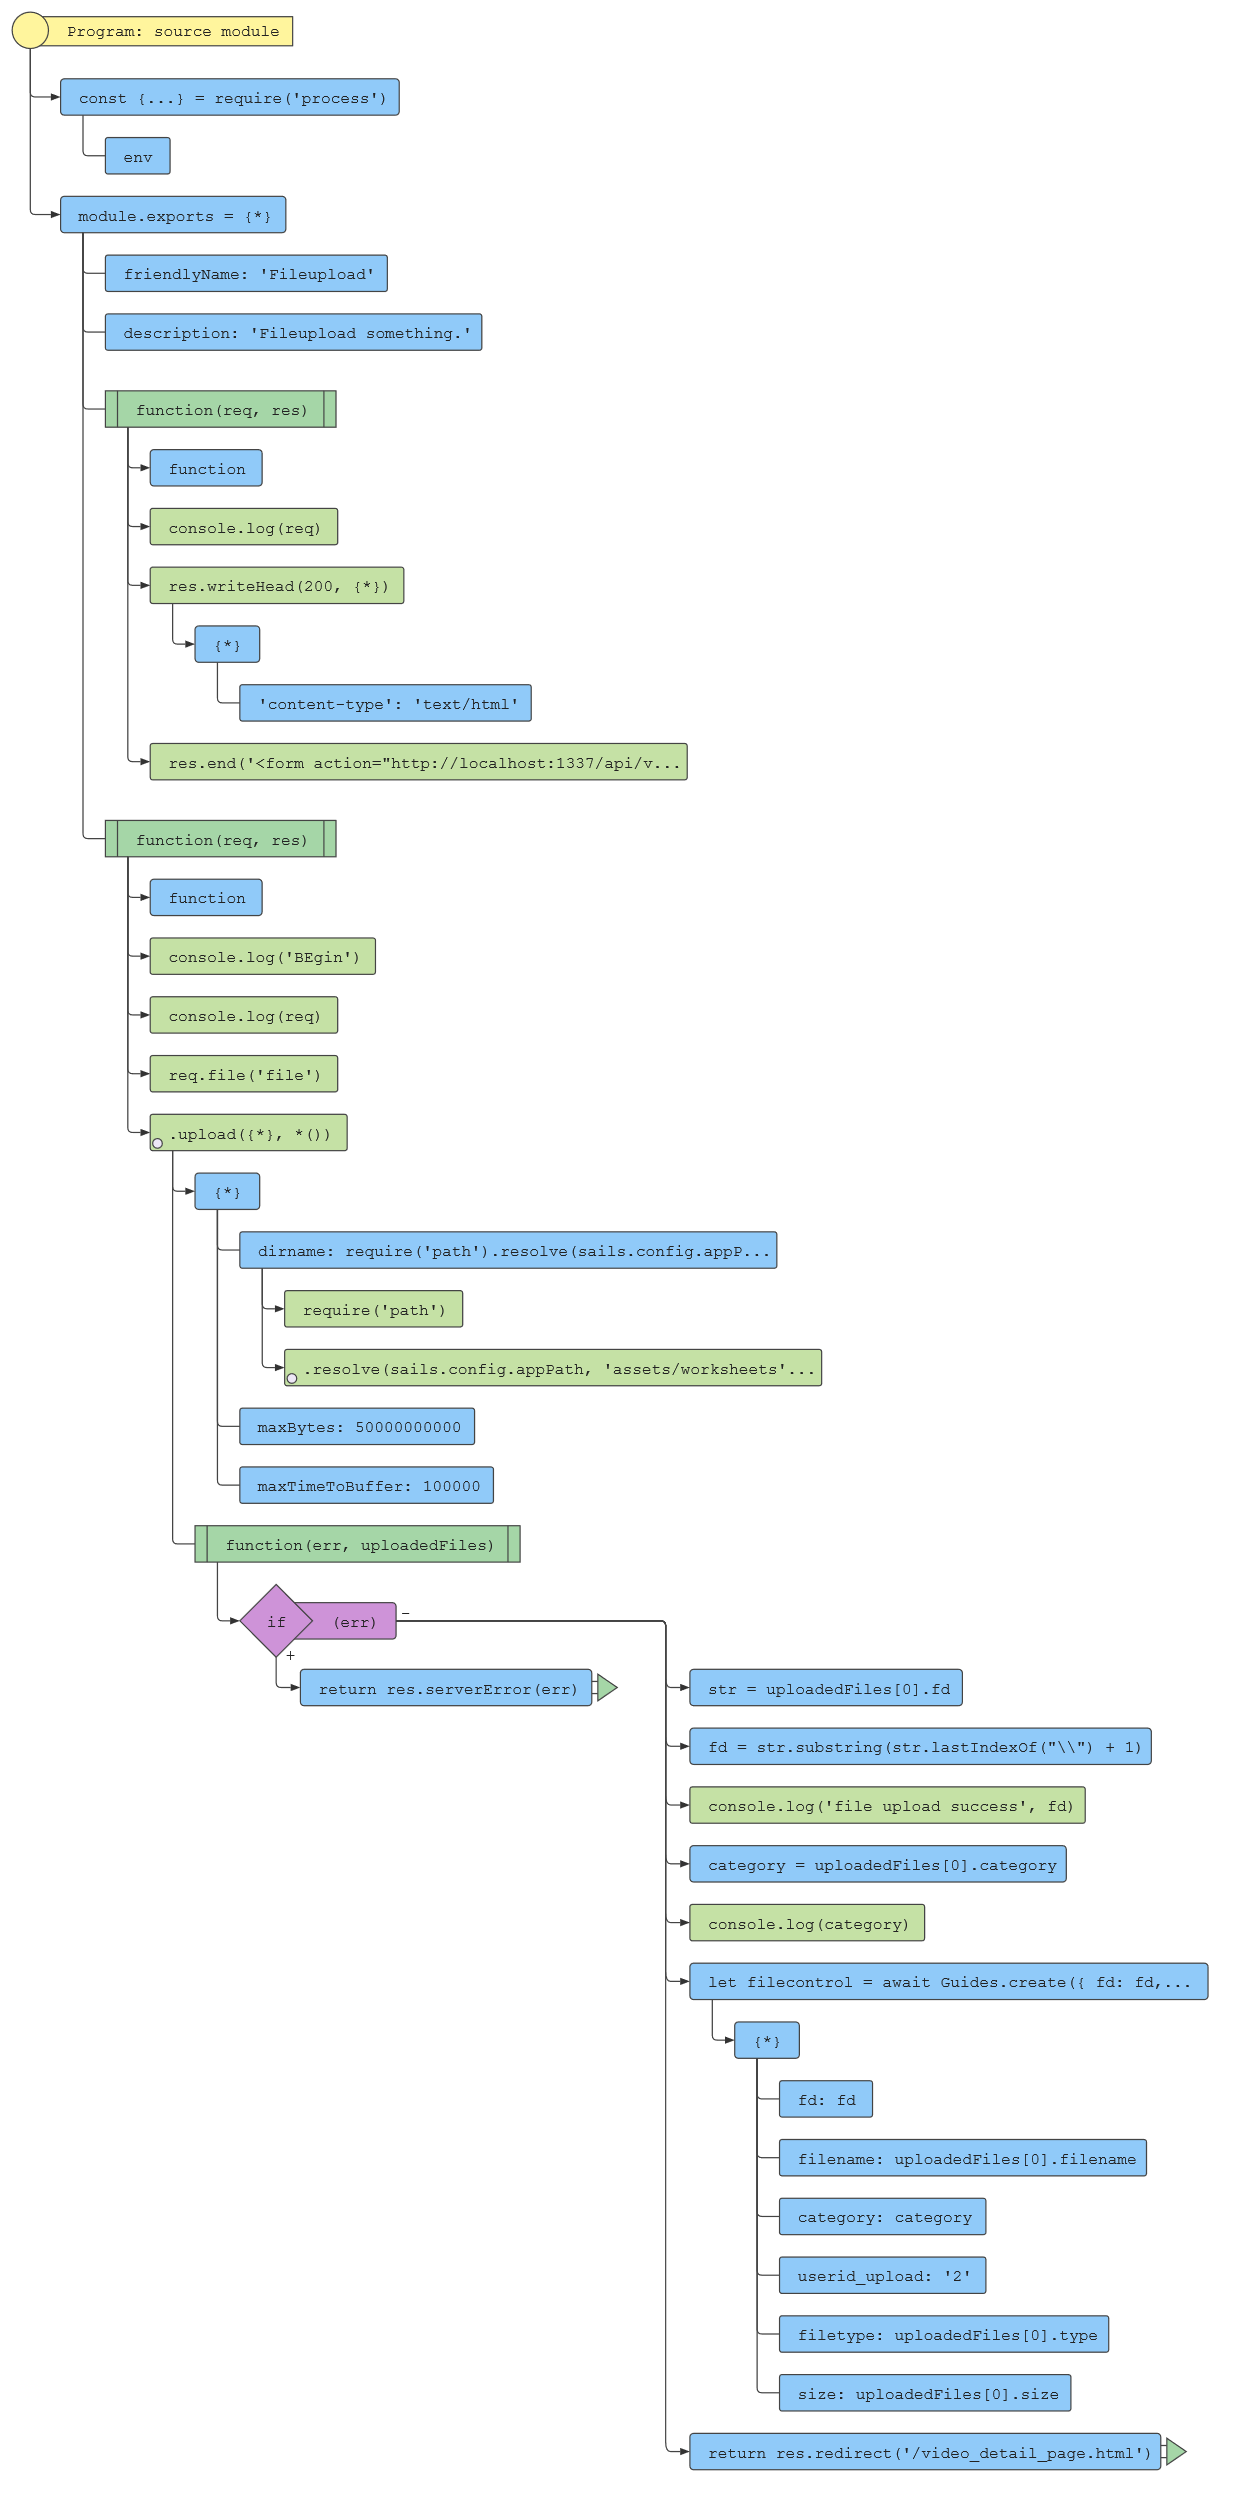 Program: source module
const {...} = require('process')
env
module.exports = {*}
friendlyName: 'Fileupload'
description: 'Fileupload something.'
function(req, res)
function
console.log(req)
res.writeHead(200, {*})
{*}
'content-type': 'text/html'
res.end('<form action="http://localhost:1337/api/v...
function(req, res)
function
console.log('BEgin')
console.log(req)
req.file('file')
.upload({*}, *())
{*}
dirname: require('path').resolve(sails.config.appP...
require('path')
.resolve(sails.config.appPath, 'assets/worksheets'...
maxBytes: 50000000000
maxTimeToBuffer: 100000
function(err, uploadedFiles)
if (err) -
+
return res.serverError(err)
str = uploadedFiles[0].fd
fd = str.substring(str.lastIndexOf("\\") + 1)
console.log('file upload success', fd)
category = uploadedFiles[0].category
console.log(category)
let filecontrol = await Guides.create({ fd: fd,...
{*}
fd: fd
filename: uploadedFiles[0].filename
category: category
userid_upload: '2'
filetype: uploadedFiles[0].type
size: uploadedFiles[0].size
return res.redirect('/video_detail_page.html')